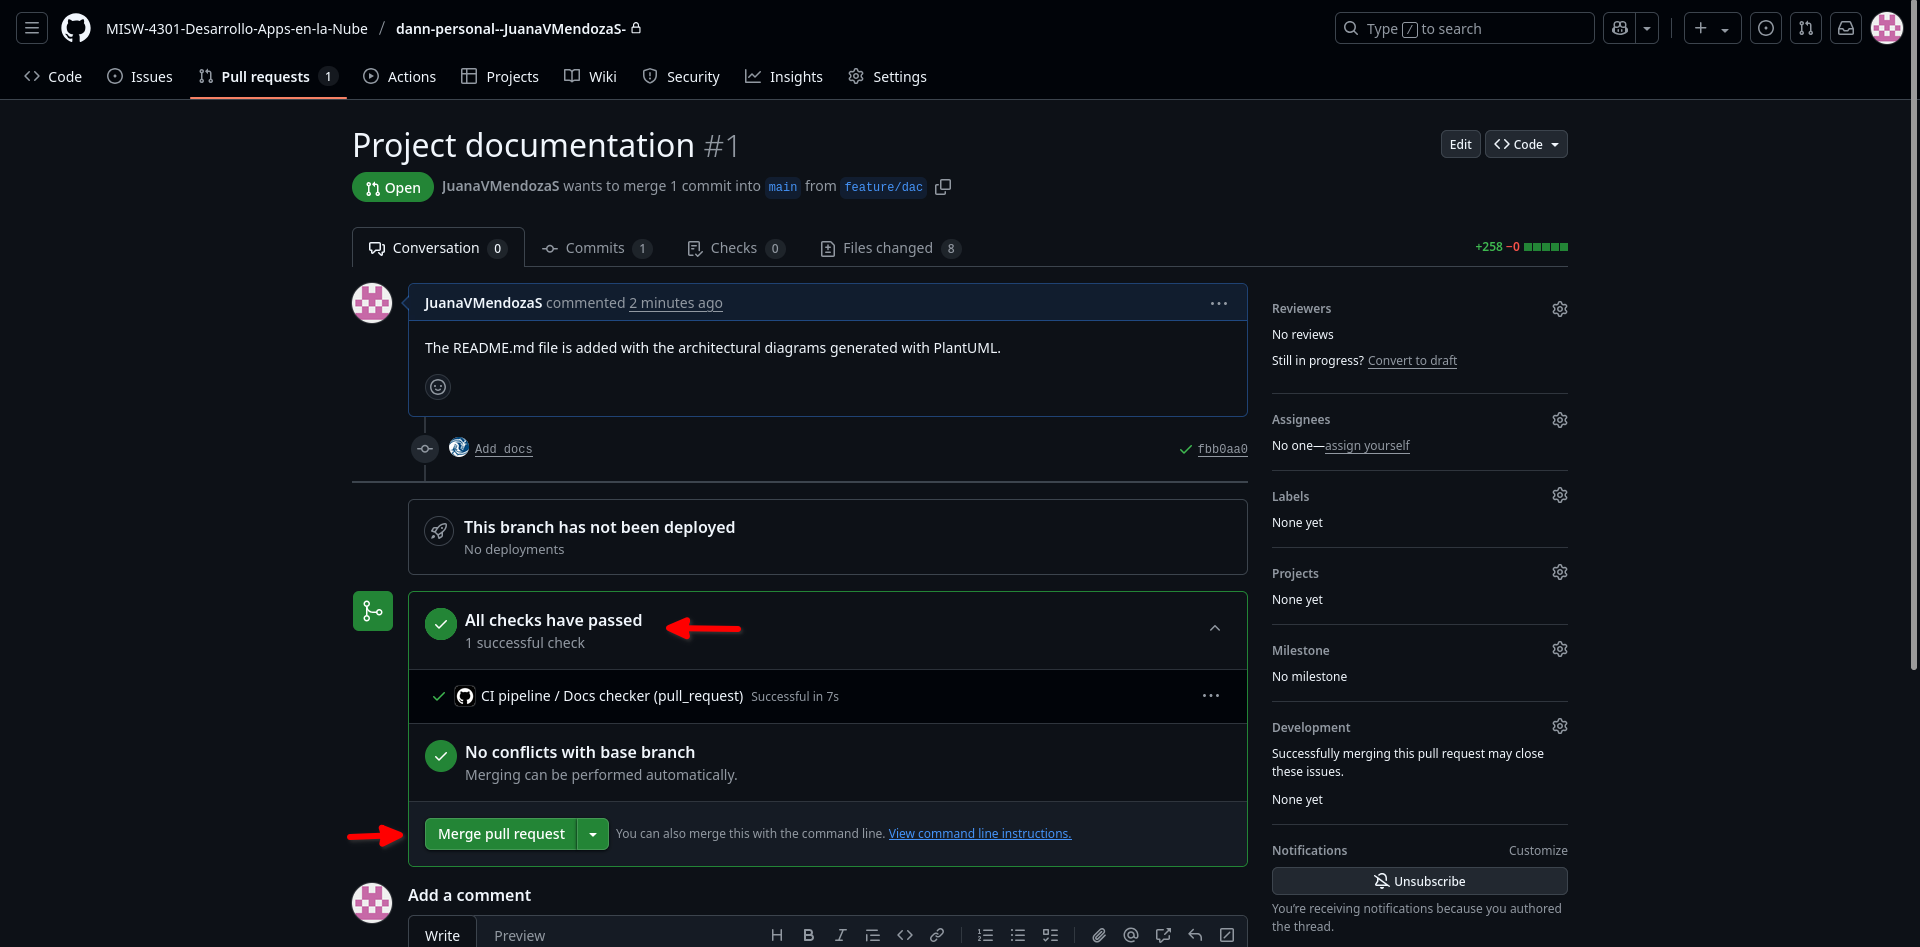 MISW-4301-Desarrollo-Apps-en-la-Nube / dann-personal--JuanaVMendozaS-
Type / to search
Code Issues Pull requests 1 Actions Projects Wiki Security Insights Settings
Project documentation #1
Edit
Code
Open
JuanaVMendozaS wants to merge 1 commit into main from feature/dac
Conversation 0 Commits 1 Checks 0 Files changed 8
+258 −0
JuanaVMendozaS commented 2 minutes ago
The README.md file is added with the architectural diagrams generated with PlantUML.
Add docs
fbb0aa0
This branch has not been deployed
No deployments
All checks have passed
1 successful check
CI pipeline / Docs checker (pull_request) Successful in 7s
No conflicts with base branch
Merging can be performed automatically.
Merge pull request
You can also merge this with the command line. View command line instructions.
Add a comment
Write Preview
Reviewers
No reviews
Still in progress? Convert to draft
Assignees
No one—assign yourself
Labels
None yet
Projects
None yet
Milestone
No milestone
Development
Successfully merging this pull request may close
these issues.
None yet
Notifications Customize
Unsubscribe
You're receiving notifications because you authored
the thread.